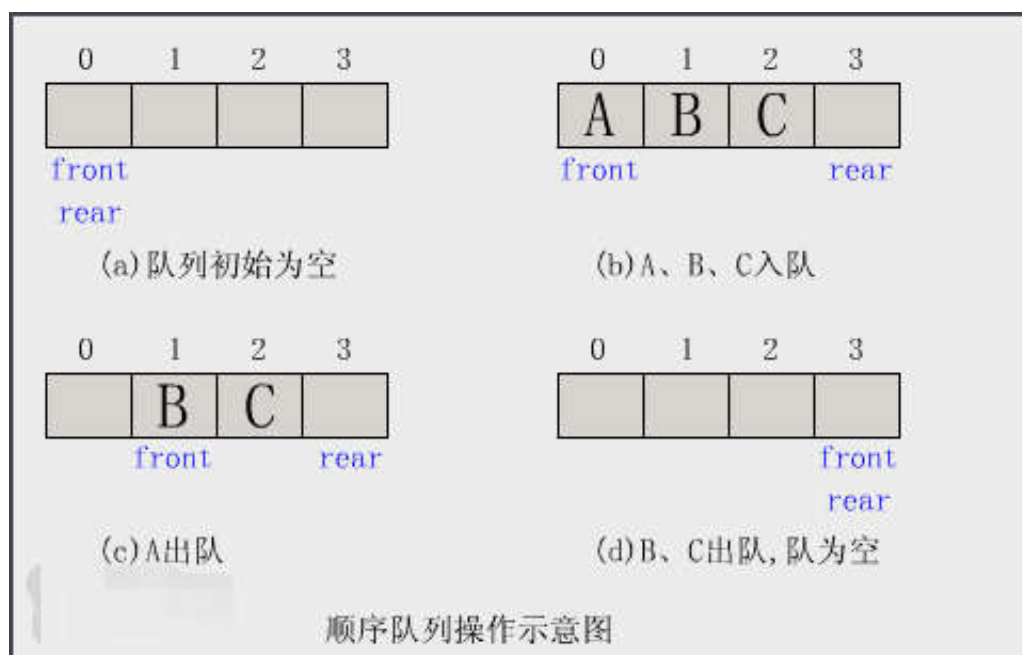 0 1 2 3
front
rear
(a)队列初始为空
0 1 2 3
A B C
front rear
(b)A、B、C入队
0 1 2 3
B C
front rear
(c)A出队
0 1 2 3
front
rear
(d)B、C出队,队为空
顺序队列操作示意图